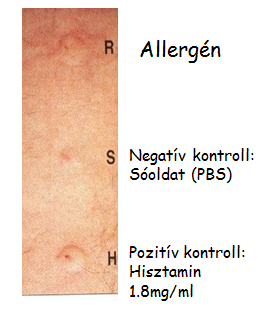 R
Allergén
S
Negatív kontroll:
Sóoldat (PBS)
H
Pozitív kontroll:
Hisztamin
1.8mg/ml